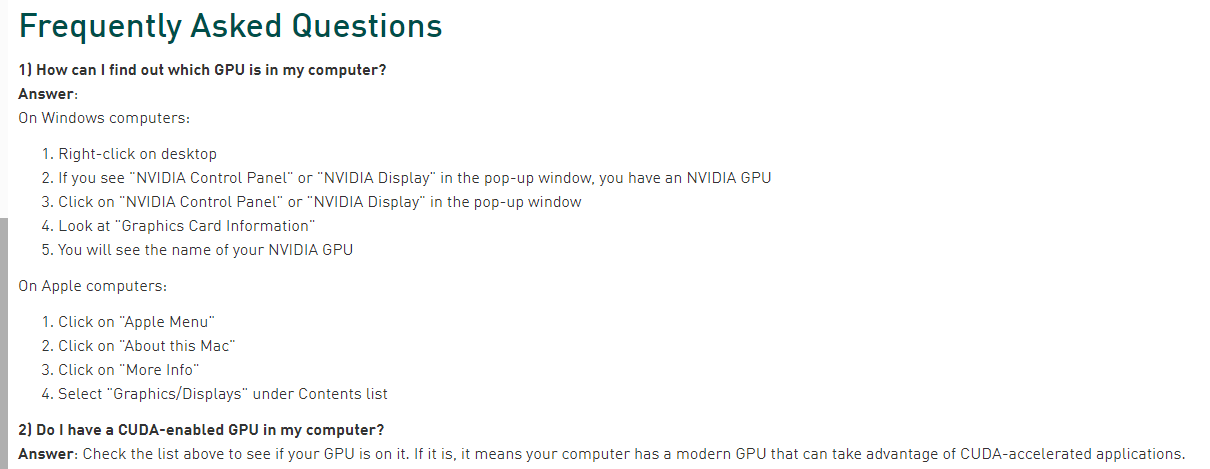 Frequently Asked Questions
1) How can I find out which GPU is in my computer?
Answer:
On Windows computers:
1. Right-click on desktop
2. If you see "NVIDIA Control Panel" or "NVIDIA Display" in the pop-up window, you have an NVIDIA GPU
3. Click on "NVIDIA Control Panel" or "NVIDIA Display" in the pop-up window
4. Look at "Graphics Card Information"
5. You will see the name of your NVIDIA GPU
On Apple computers:
1. Click on "Apple Menu"
2. Click on "About this Mac"
3. Click on "More Info"
4. Select "Graphics/Displays" under Contents list
2) Do I have a CUDA-enabled GPU in my computer?
Answer: Check the list above to see if your GPU is on it. If it is, it means your computer has a modern GPU that can take advantage of CUDA-accelerated applications.